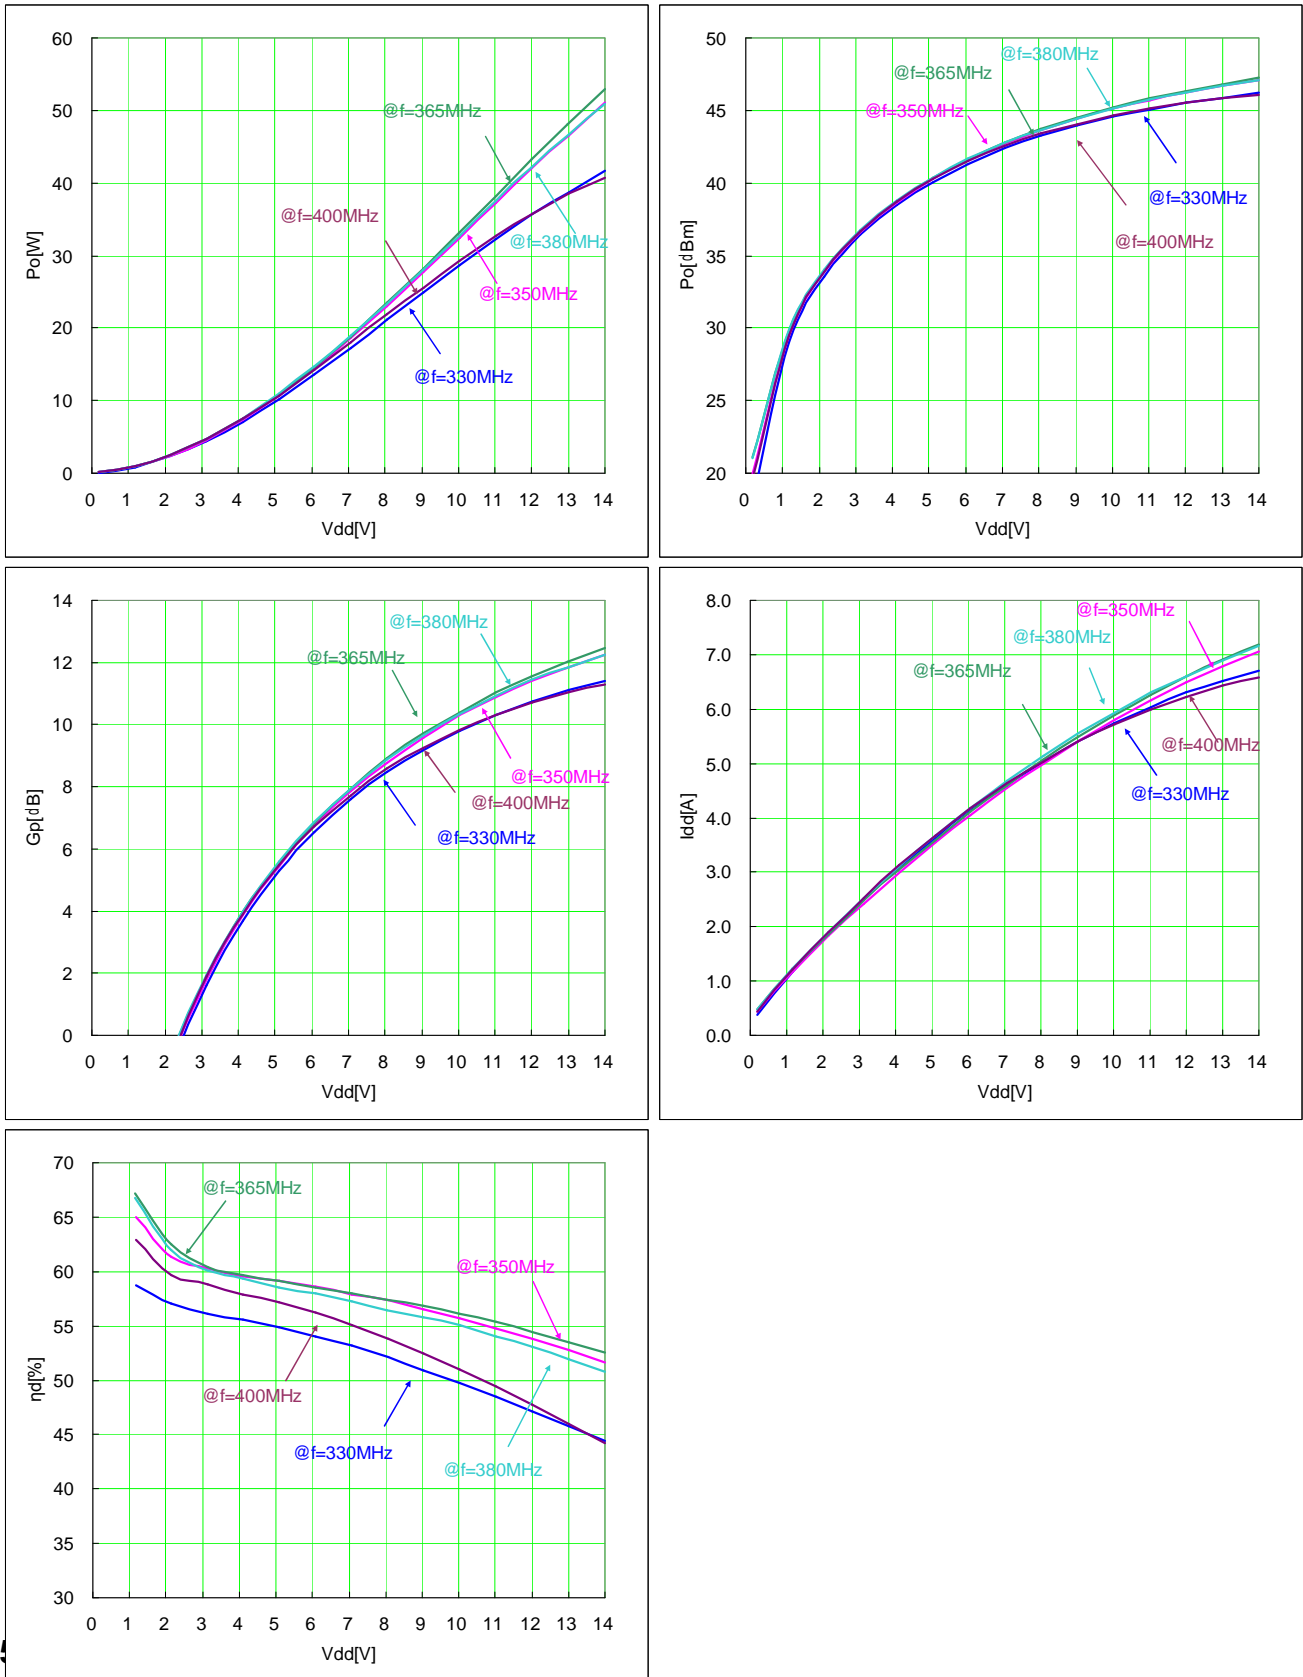 60
50
40
30
20
10
0
Po[W]
@f=365MHz
@f=400MHz
@f=380MHz
@f=350MHz
@f=330MHz
0 1 2 3 4 5 6 7 8 9 10 11 12 13 14
Vdd[V]
50
45
40
35
30
25
20
Po[dBm]
@f=380MHz
@f=365MHz
@f=350MHz
@f=330MHz
@f=400MHz
0 1 2 3 4 5 6 7 8 9 10 11 12 13 14
Vdd[V]
14
12
10
8
6
4
2
0
Gp[dB]
@f=380MHz
@f=365MHz
@f=350MHz
@f=400MHz
@f=330MHz
0 1 2 3 4 5 6 7 8 9 10 11 12 13 14
Vdd[V]
8.0
7.0
6.0
5.0
4.0
3.0
2.0
1.0
0.0
Idd[A]
@f=350MHz
@f=380MHz
@f=365MHz
@f=400MHz
@f=330MHz
0 1 2 3 4 5 6 7 8 9 10 11 12 13 14
Vdd[V]
70
65
60
55
50
45
40
35
30
ηd[%]
@f=365MHz
@f=350MHz
@f=400MHz
@f=330MHz
@f=380MHz
0 1 2 3 4 5 6 7 8 9 10 11 12 13 14
Vdd[V]